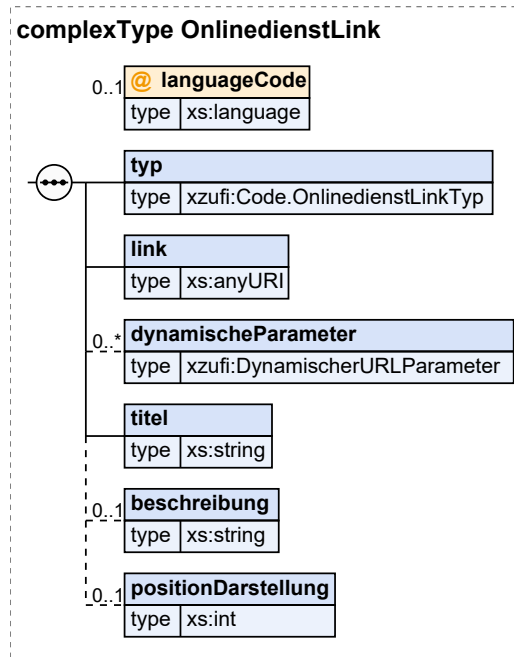 complexType OnlinedienstLink
0..1 @ languageCode
type xs:language
typ
type xzufi:Code.OnlinedienstLinkTyp
link
type xs:anyURI
0..* dynamischeParameter
type xzufi:DynamischerURLParameter
titel
type xs:string
0..1 beschreibung
type xs:string
0..1 positionDarstellung
type xs:int